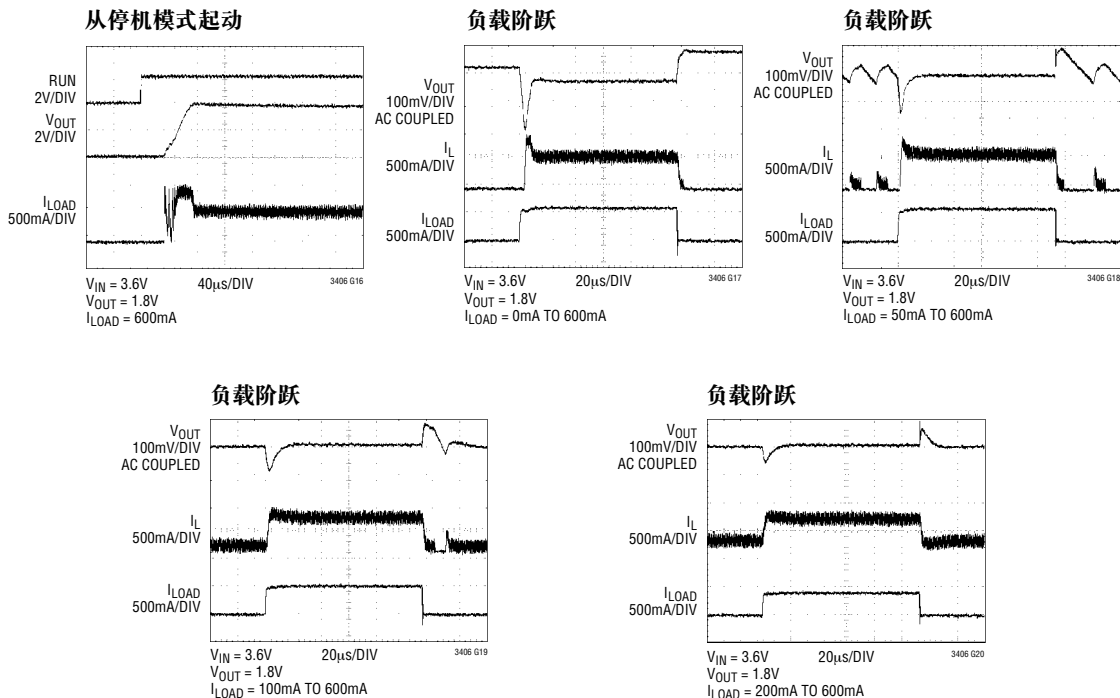 从停机模式起动
RUN
2V/DIV
VOUT
2V/DIV
ILOAD
500mA/DIV
VIN = 3.6V
VOUT = 1.8V
ILOAD = 600mA
40µs/DIV
3406 G16
负载阶跃
VOUT
100mV/DIV
AC COUPLED
IL
500mA/DIV
ILOAD
500mA/DIV
VIN = 3.6V
VOUT = 1.8V
ILOAD = 0mA TO 600mA
20µs/DIV
3406 G17
负载阶跃
VOUT
100mV/DIV
AC COUPLED
IL
500mA/DIV
ILOAD
500mA/DIV
VIN = 3.6V
VOUT = 1.8V
ILOAD = 50mA TO 600mA
20µs/DIV
3406 G18
负载阶跃
VOUT
100mV/DIV
AC COUPLED
IL
500mA/DIV
ILOAD
500mA/DIV
VIN = 3.6V
VOUT = 1.8V
ILOAD = 100mA TO 600mA
20µs/DIV
3406 G19
负载阶跃
VOUT
100mV/DIV
AC COUPLED
IL
500mA/DIV
ILOAD
500mA/DIV
VIN = 3.6V
VOUT = 1.8V
ILOAD = 200mA TO 600mA
20µs/DIV
3406 G20